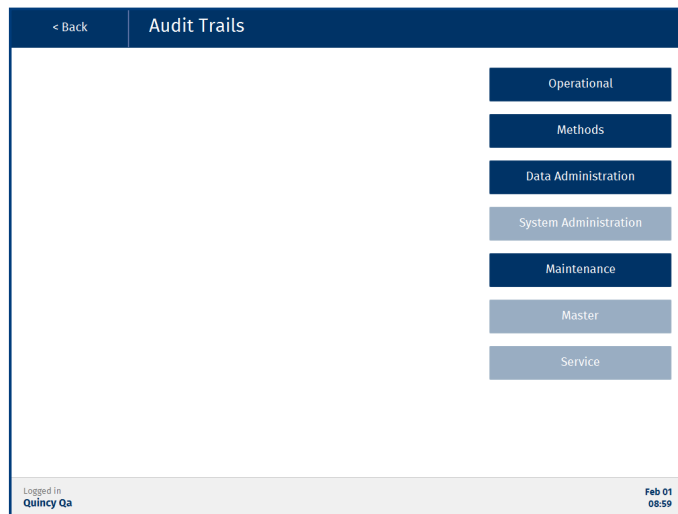 < Back
Audit Trails
Operational
Methods
Data Administration
System Administration
Maintenance
Master
Service
Logged in
Quincy Qa
Feb 01
08:59